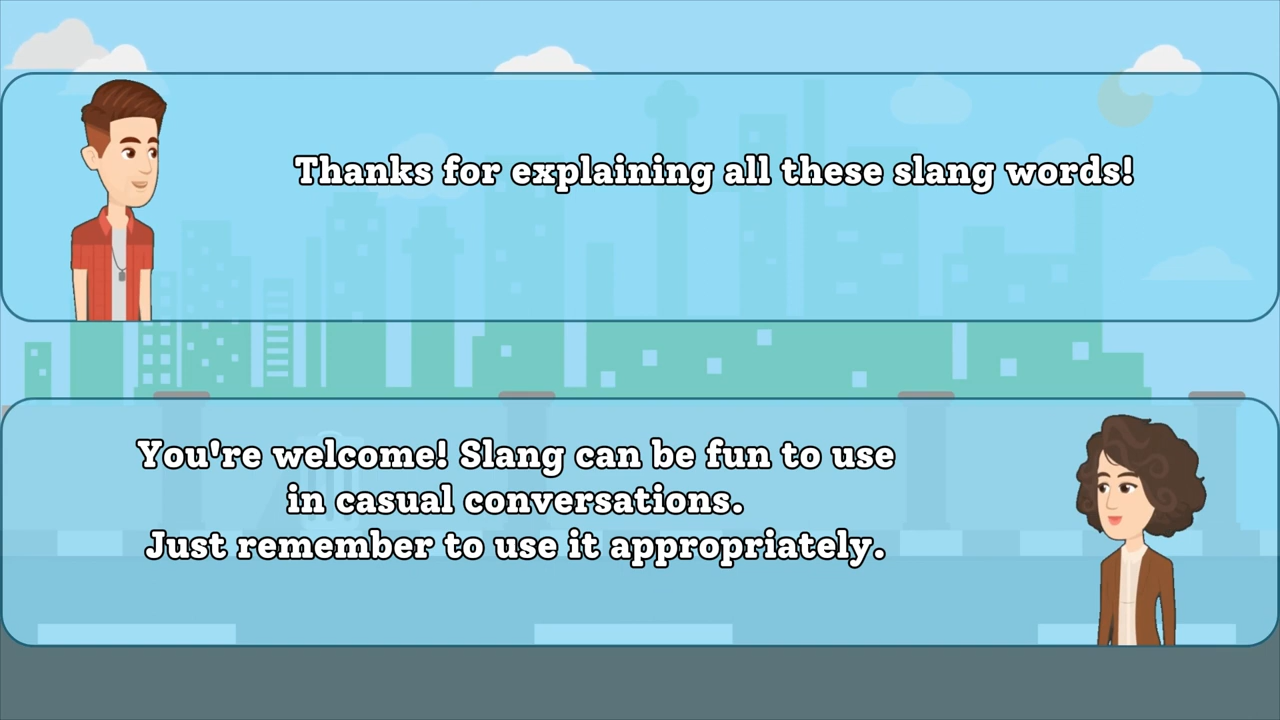 Thanks for explaining all these slang words!
You're welcome! Slang can be fun to use
in casual conversations.
Just remember to use it appropriately.